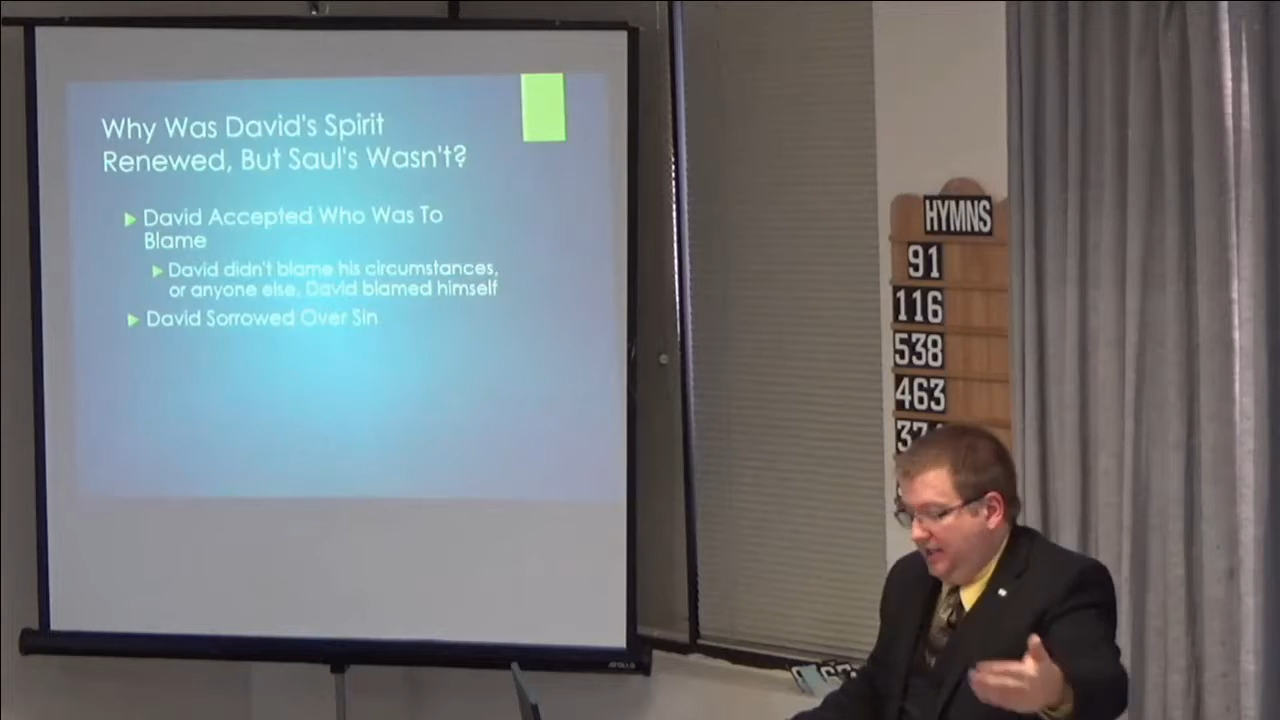 Why Was David's Spirit
Renewed, But Saul's Wasn't?
David Accepted Who Was To
Blame
David didn't blame his circumstances,
or anyone else, David blamed himself
David Sorrowed Over Sin
HYMNS
91
116
538
463
APOLLO